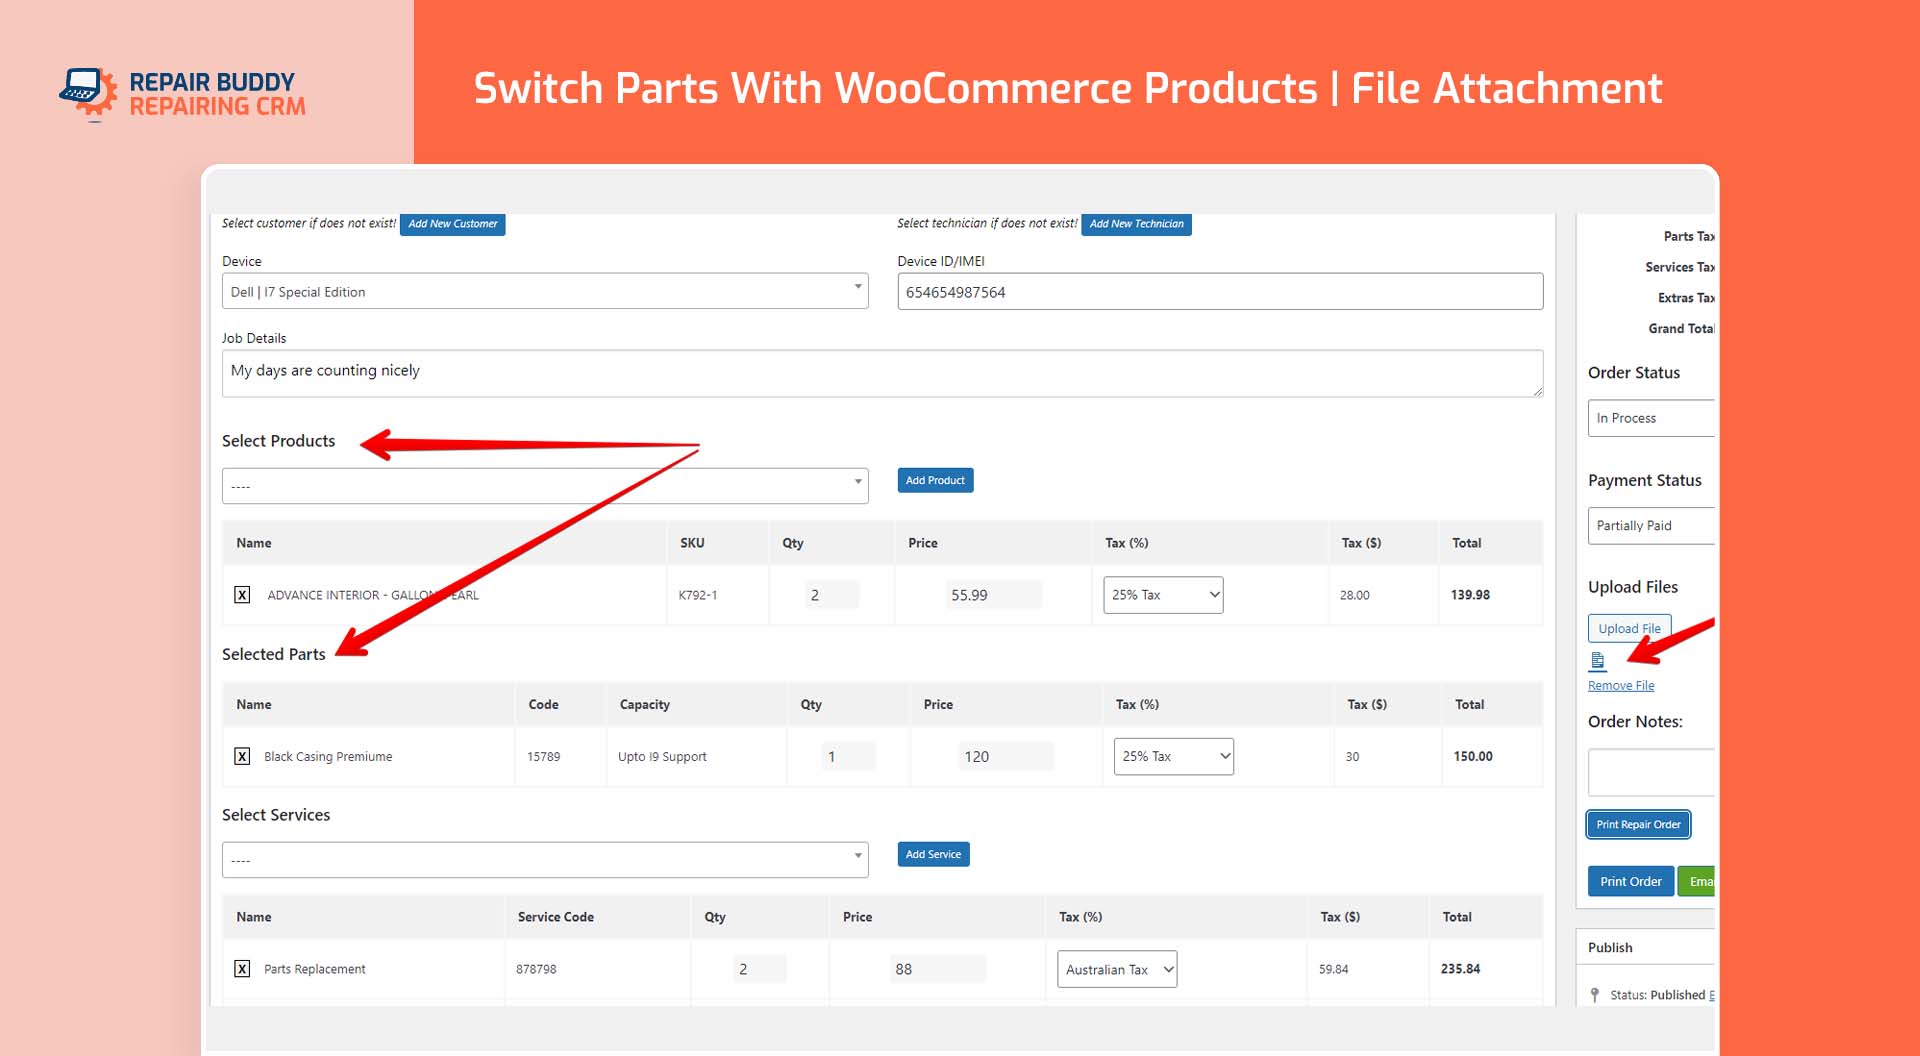 REPAIR BUDDY
REPAIRING CRM
Switch Parts With WooCommerce Products | File Attachment
Select customer if does not exist! Add New Customer
Select technician if does not exist! Add New Technician
Device
Dell | I7 Special Edition
Device ID/IMEI
654654987564
Job Details
My days are counting nicely
Select Products
----
Add Product
Name SKU Qty Price Tax (%) Tax ($) Total
X ADVANCE INTERIOR - GALLON EARL K792-1 2 55.99 25% Tax 28.00 139.98
Selected Parts
Name Code Capacity Qty Price Tax (%) Tax ($) Total
X Black Casing Premiume 15789 Upto I9 Support 1 120 25% Tax 30 150.00
Select Services
----
Add Service
Name Service Code Qty Price Tax (%) Tax ($) Total
X Parts Replacement 878798 2 88 Australian Tax 59.84 235.84
Parts Tax
Services Tax
Extras Tax
Grand Total
Order Status
In Process
Payment Status
Partially Paid
Upload Files
Upload File
Remove File
Order Notes:
Print Repair Order
Print Order Emai
Publish
Status: Published E